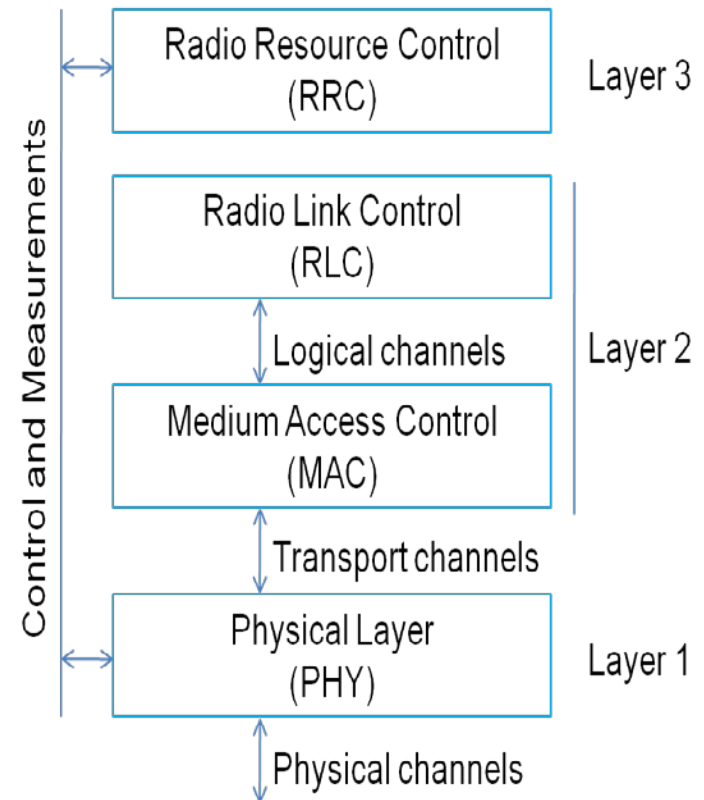 Control and Measurements
Radio Resource Control
(RRC)
Layer 3
Radio Link Control
(RLC)
Logical channels
Layer 2
Medium Access Control
(MAC)
Transport channels
Physical Layer
(PHY)
Layer 1
Physical channels